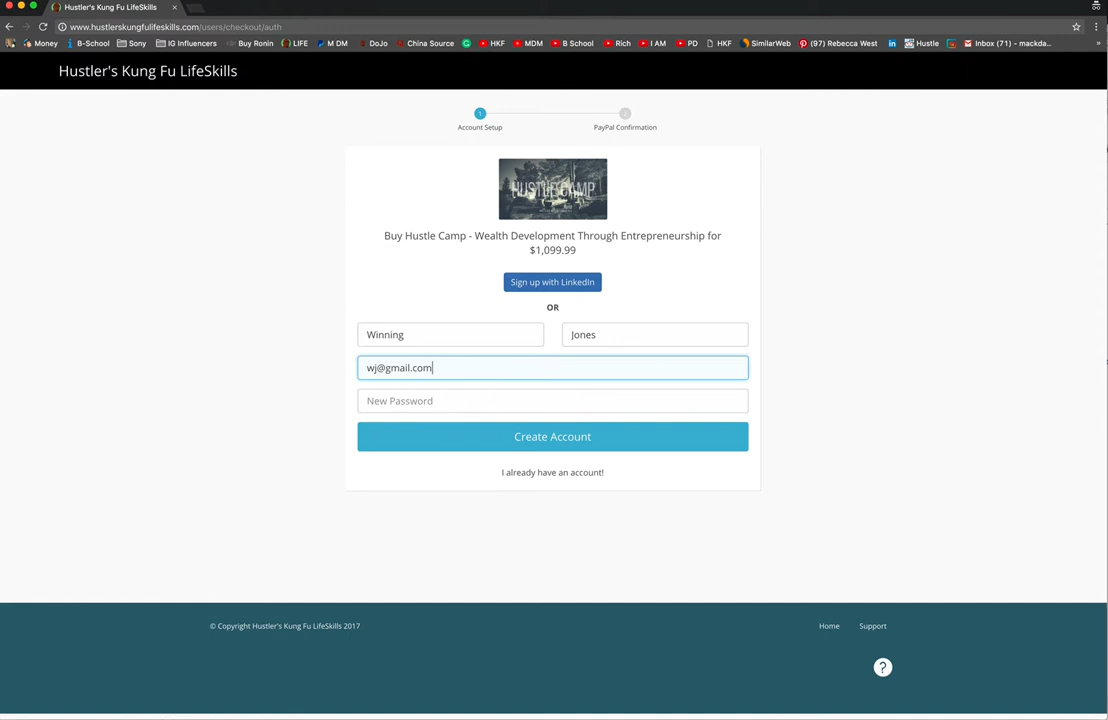 Hustler's Kung Fu LifeSkills
www.hustlerskungfulifeskills.com/users/checkout/auth
Money B-School Sony IG Influencers Buy Ronin LIFE M DM DoJo China Source HKF MDM B School Rich I AM PD HKF SimilarWeb (97) Rebecca West Hustle Inbox (71) - mackda... »
Hustler's Kung Fu LifeSkills
1 2
Account Setup PayPal Confirmation
HUSTLE CAMP
Buy Hustle Camp - Wealth Development Through Entrepreneurship for
$1,099.99
Sign up with LinkedIn
OR
Winning Jones
wj@gmail.com
New Password
Create Account
I already have an account!
© Copyright Hustler's Kung Fu LifeSkills 2017 Home Support
?